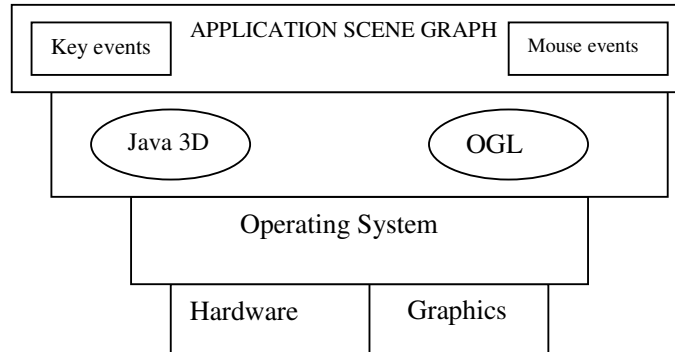 APPLICATION SCENE GRAPH
Key events
Mouse events
Java 3D
OGL
Operating System
Hardware
Graphics